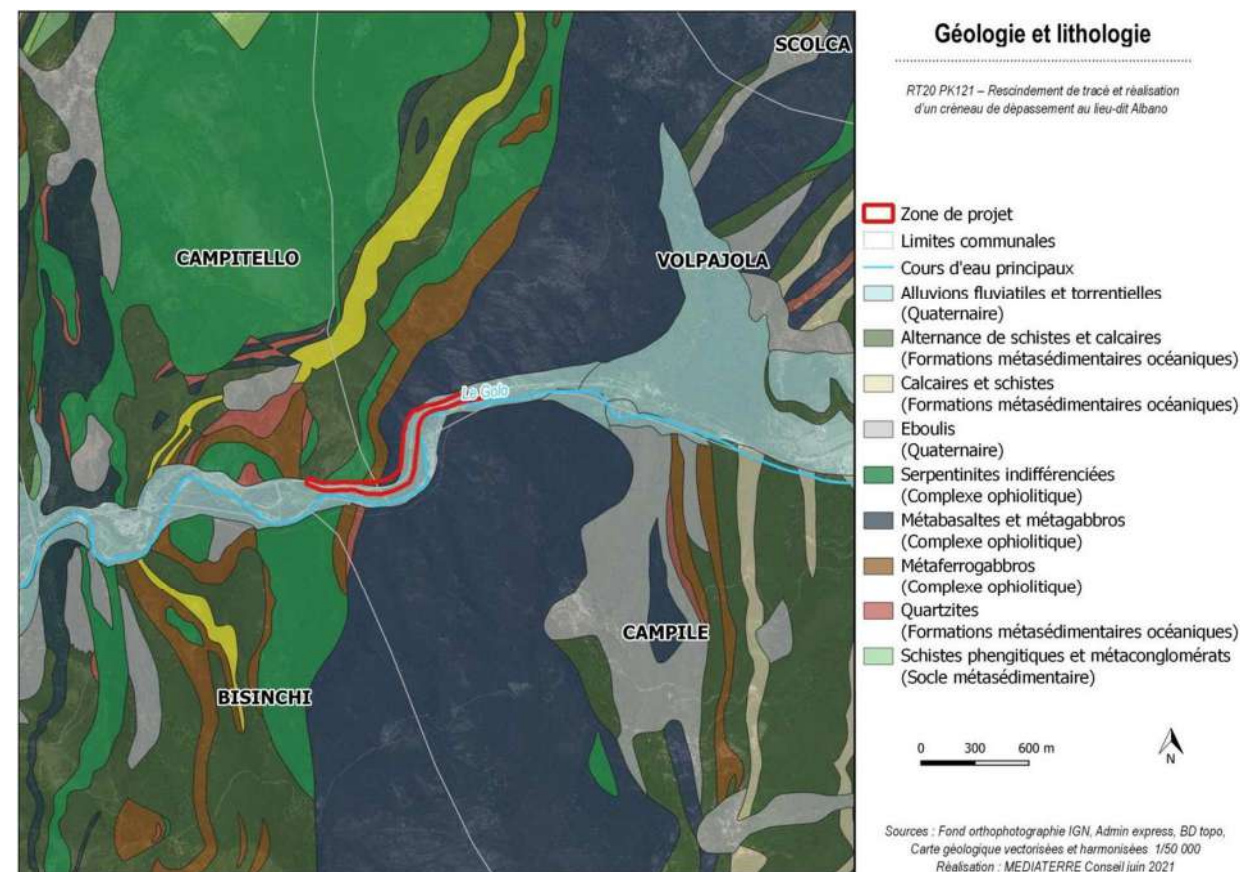 Géologie et lithologie
RT20 PK121 – Rescindement de tracé et réalisation
d'un créneau de dépassement au lieu-dit Albano
SCOLCA
CAMPITELLO
VOLPAJOLA
Le Golo
CAMPILE
BISINCHI
Zone de projet
Limites communales
Cours d'eau principaux
Alluvions fluviatiles et torrentielles
(Quaternaire)
Alternance de schistes et calcaires
(Formations métasédimentaires océaniques)
Calcaires et schistes
(Formations métasédimentaires océaniques)
Eboulis
(Quaternaire)
Serpentinites indifférenciées
(Complexe ophiolitique)
Métabasaltes et métagabbros
(Complexe ophiolitique)
Métaferrogabbros
(Complexe ophiolitique)
Quartzites
(Formations métasédimentaires océaniques)
Schistes phengitiques et métaconglomérats
(Socle métasédimentaire)
0 300 600 m
N
Sources : Fond orthophotographie IGN, Admin express, BD topo,
Carte géologique vectorisées et harmonisées 1/50 000
Réalisation : MEDIATERRE Conseil juin 2021